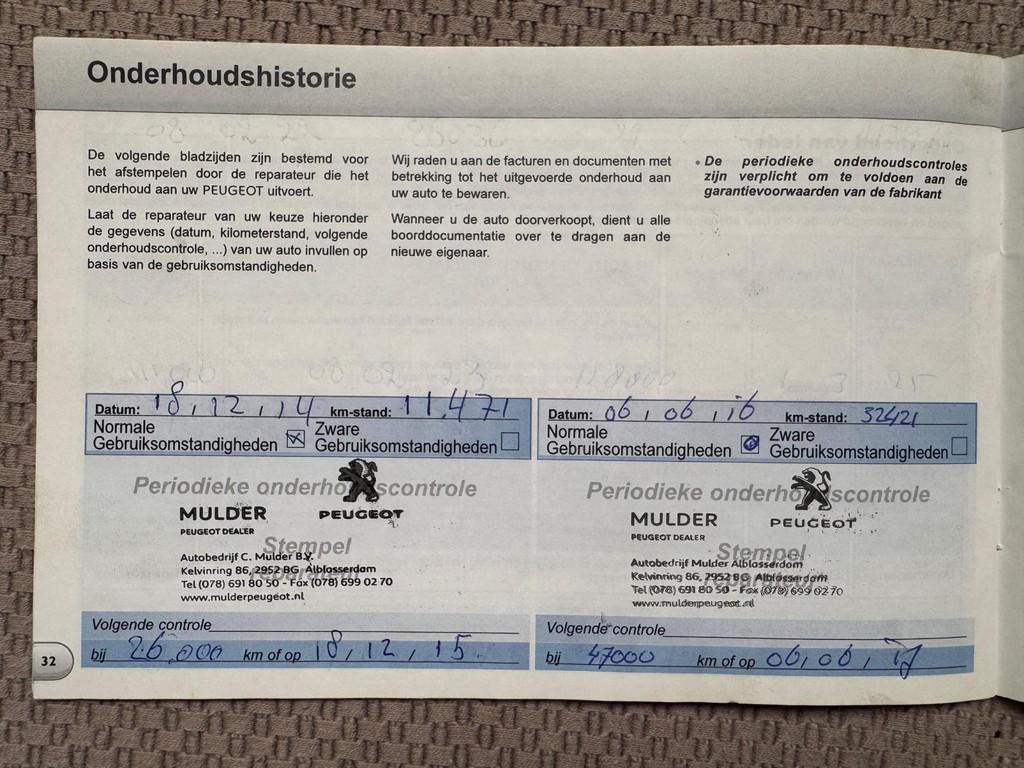 Onderhoudshistorie
De volgende bladzijden zijn bestemd voor
het afstempelen door de reparateur die het
onderhoud aan uw PEUGEOT uitvoert.
Laat de reparateur van uw keuze hieronder
de gegevens (datum, kilometerstand, volgende
onderhoudscontrole, ...) van uw auto invullen op
basis van de gebruiksomstandigheden.
Wij raden u aan de facturen en documenten met
betrekking tot het uitgevoerde onderhoud aan
uw auto te bewaren.
Wanneer u de auto doorverkoopt, dient u alle
boorddocumentatie over te dragen aan de
nieuwe eigenaar.
• De periodieke onderhoudscontroles
zijn verplicht om te voldoen aan de
garantievoorwaarden van de fabrikant
Datum: 18, 12, 14 km-stand: 11.471
Normale
Gebruiksomstandigheden
Zware
Gebruiksomstandigheden
Periodieke onderhoudscontrole
MULDER
PEUGEOT DEALER
PEUGEOT
Stempel
reparateur
Autobedrijf C. Mulder B.V.
Kelvinring 86, 2952 BG Alblasserdam
Tel (078) 691 80 50 - Fax (078) 699 02 70
www.mulderpeugeot.nl
Volgende controle
bij 26.000 km of op 18, 12, 15
Datum: 06, 06, 16 km-stand: 32421
Normale
Gebruiksomstandigheden
Zware
Gebruiksomstandigheden
Periodieke onderhoudscontrole
MULDER
PEUGEOT DEALER
PEUGEOT
Stempel
reparateur
Autobedrijf Mulder Alblasserdam
Kelvinring 86, 2952 BG Alblasserdam
Tel (078) 691 80 50 - Fax (078) 699 02 70
www.mulderpeugeot.nl
Volgende controle
bij 47000 km of op 06, 06, 17
32